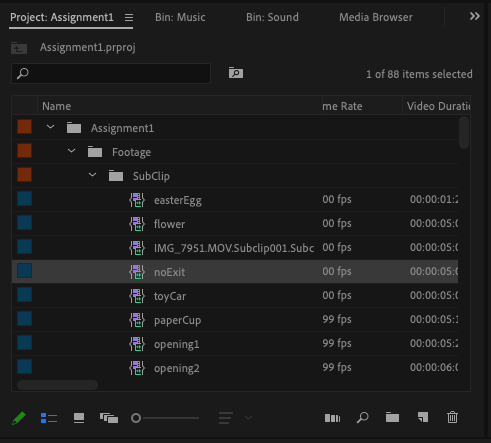 Project: Assignment1 Bin: Music Bin: Sound Media Browser
Assignment1.prproj
1 of 88 items selected
Name me Rate Video Duratio
Assignment1
Footage
SubClip
easterEgg 00 fps 00:00:01:2
flower 00 fps 00:00:05:0
IMG_7951.MOV.Subclip001.Subc 00 fps 00:00:05:0
noExit 00 fps 00:00:05:0
toyCar 00 fps 00:00:05:0
paperCup 99 fps 00:00:05:1
opening1 99 fps 00:00:05:2
opening2 99 fps 00:00:06:0